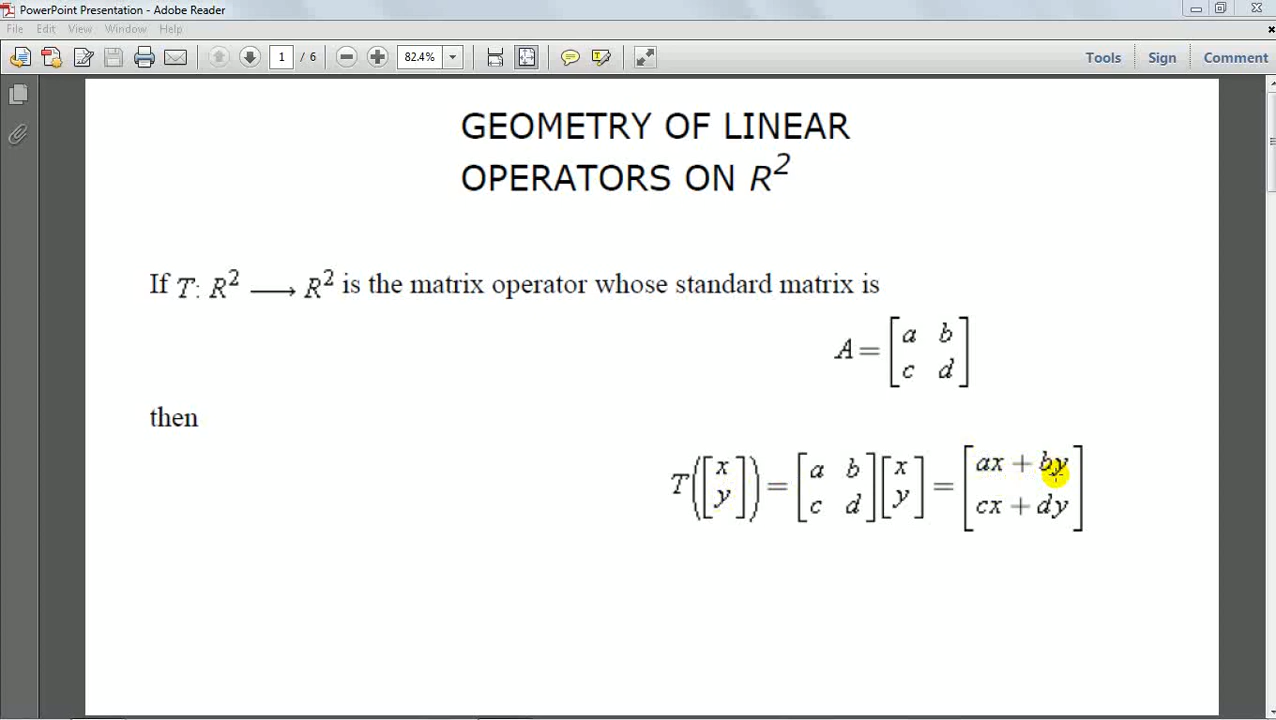 PowerPoint Presentation - Adobe Reader
File Edit View Window Help
1 / 6 82.4% Tools Sign Comment
GEOMETRY OF LINEAR
OPERATORS ON R²
If T: R² ⟶ R² is the matrix operator whose standard matrix is
A = [a b
c d]
then
T([x
y]) = [a b
c d] [x
y] = [ax + by
cx + dy]